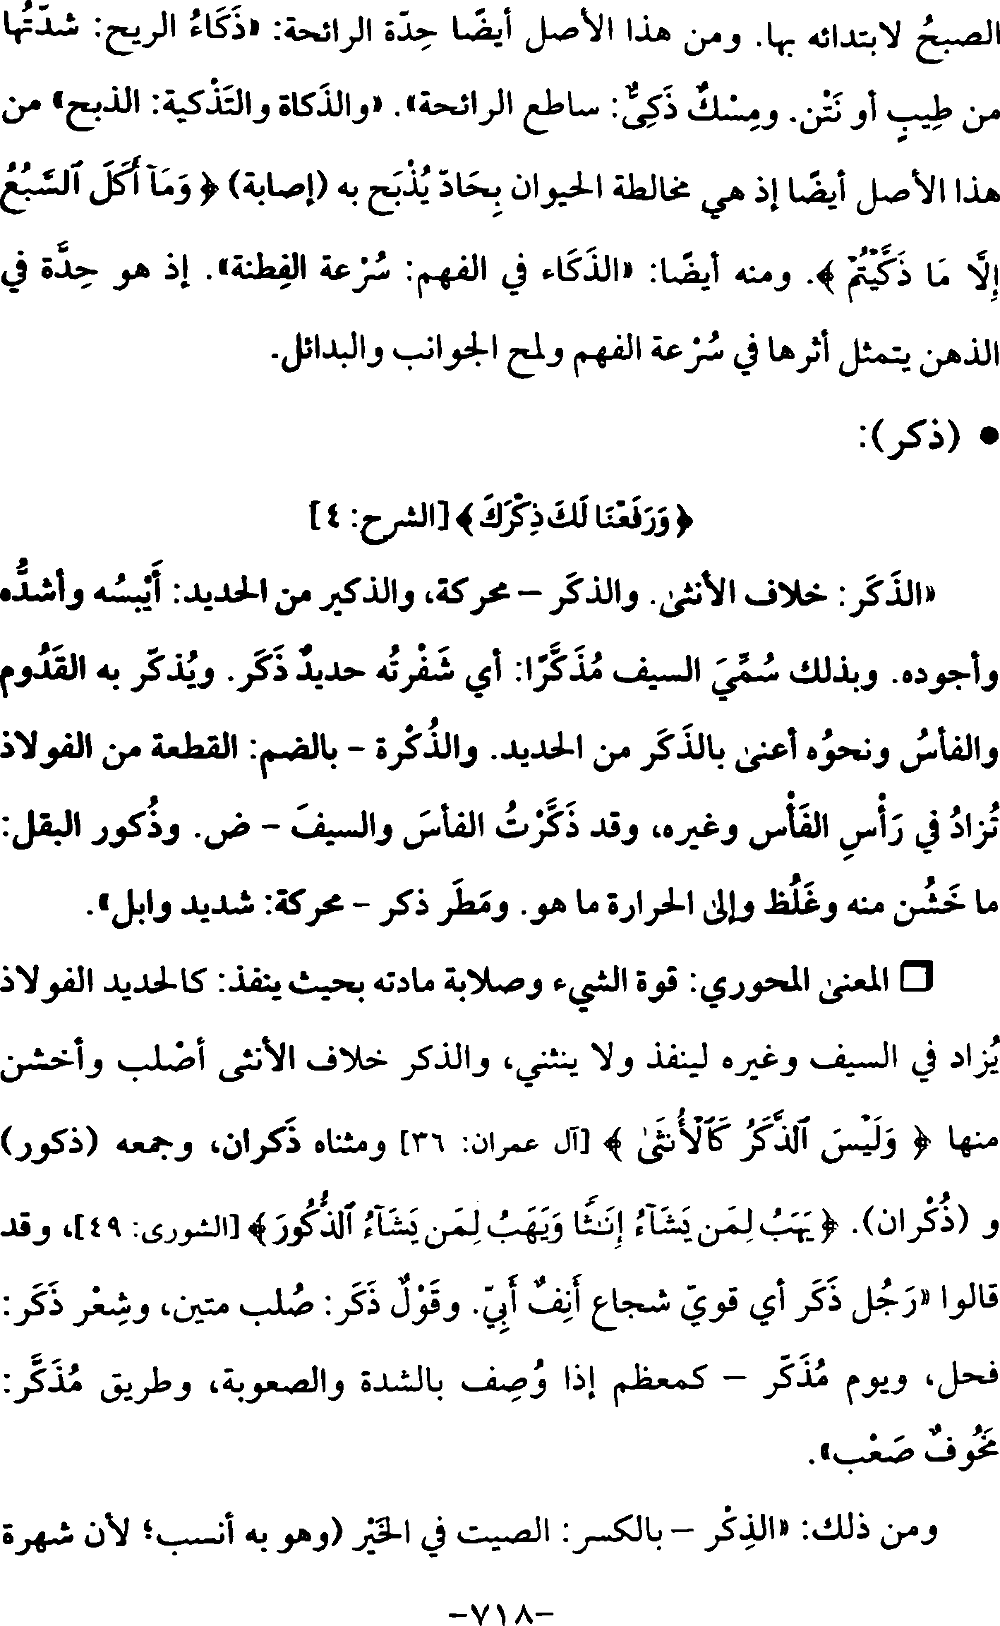 الصبحُ لابتدائه بها. ومن هذا الأصل أيضًا حِدّة الرائحة: «ذَكَاءُ الريح: شدّتُها
من طِيبٍ أو نَتْن. ومِسْكٌ ذَكِيٌّ: ساطع الرائحة». «والذَكاة والتَذْكية: الذبح» من
هذا الأصل أيضًا إذ هي مخالطة الحيوان بِحَادّ يُذْبَح به (إصابة) ﴿ وَمَآ أَكَلَ ٱلسَّبُعُ
إِلَّا مَا ذَكَّيْتُمْ ﴾. ومنه أيضًا: «الذَكَاء في الفهم: سُرْعة الفِطنة». إذ هو حِدَّة في
الذهن يتمثل أثرها في سُرْعة الفهم ولمح الجوانب والبدائل.
• (ذكر):
﴿ وَرَفَعْنَا لَكَ ذِكْرَكَ ﴾ [الشرح: ٤]
«الذَكَر: خلاف الأنثىٰ. والذكَر – محركة، والذكير من الحديد: أَيْبسُه وأشدُّه
وأجوده. وبذلك سُمِّيَ السيف مُذَكَّرًا: أي شَفْرتُه حديدٌ ذَكَر. ويُذكّر به القَدُوم
والفأسُ ونحوُه أعنىٰ بالذَكَر من الحديد. والذُكْرة – بالضم: القطعة من الفولاذ
تُزادُ في رَأْسِ الفَأْس وغيره، وقد ذَكَّرْتُ الفأسَ والسيفَ – ض. وذُكور البقل:
ما خَشُن منه وغَلُظ وإلىٰ الحرارة ما هو. ومَطَر ذكر – محركة: شديد وابل».
❒ المعنىٰ المحوري: قوة الشيء وصلابة مادته بحيث ينفذ: كالحديد الفولاذ
يُزاد في السيف وغيره لينفذ ولا ينثني، والذكر خلاف الأنثى أصْلب وأخشن
منها ﴿ وَلَيْسَ ٱلذَّكَرُ كَٱلْأُنثَىٰ ﴾ [آل عمران: ٣٦] ومثناه ذَكران، وجمعه (ذكور)
و (ذُكْران). ﴿ يَهَبُ لِمَن يَشَآءُ إِنَٰثًا وَيَهَبُ لِمَن يَشَآءُ ٱلذُّكُورَ ﴾ [الشورى: ٤٩]، وقد
قالوا «رَجُل ذَكَر أي قويّ شجاع أَنِفٌ أَبِيّ. وقَوْلٌ ذَكَر: صُلب متين، وشِعْر ذَكَر:
فحل، ويوم مُذَكّر – كمعظم إذا وُصِف بالشدة والصعوبة، وطريق مُذَكَّر:
مَخُوفٌ صَعْب».
ومن ذلك: «الذِكْر – بالكسر: الصيت في الخَيْر (وهو به أنسب؛ لأن شهرة
-٧١٨-